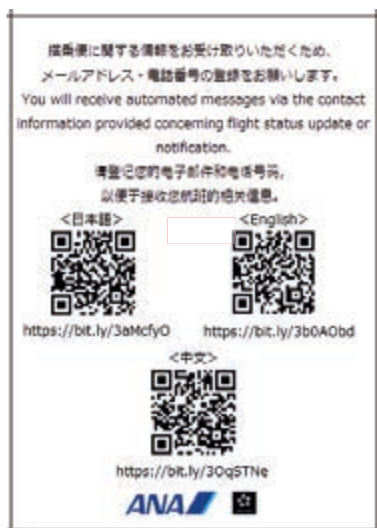 搭乗便に関する情報をお受け取りいただくため、
メールアドレス・電話番号の登録をお願いします。
You will receive automated messages via the contact
information provided concerning flight status update or
notification.
请登记您的电子邮件和电话号码,
以便于接收您航班的相关信息。
<日本語>
<English>
https://bit.ly/3aMcfyO
https://bit.ly/3b0AObd
<中文>
https://bit.ly/3OqSTNe
ANA